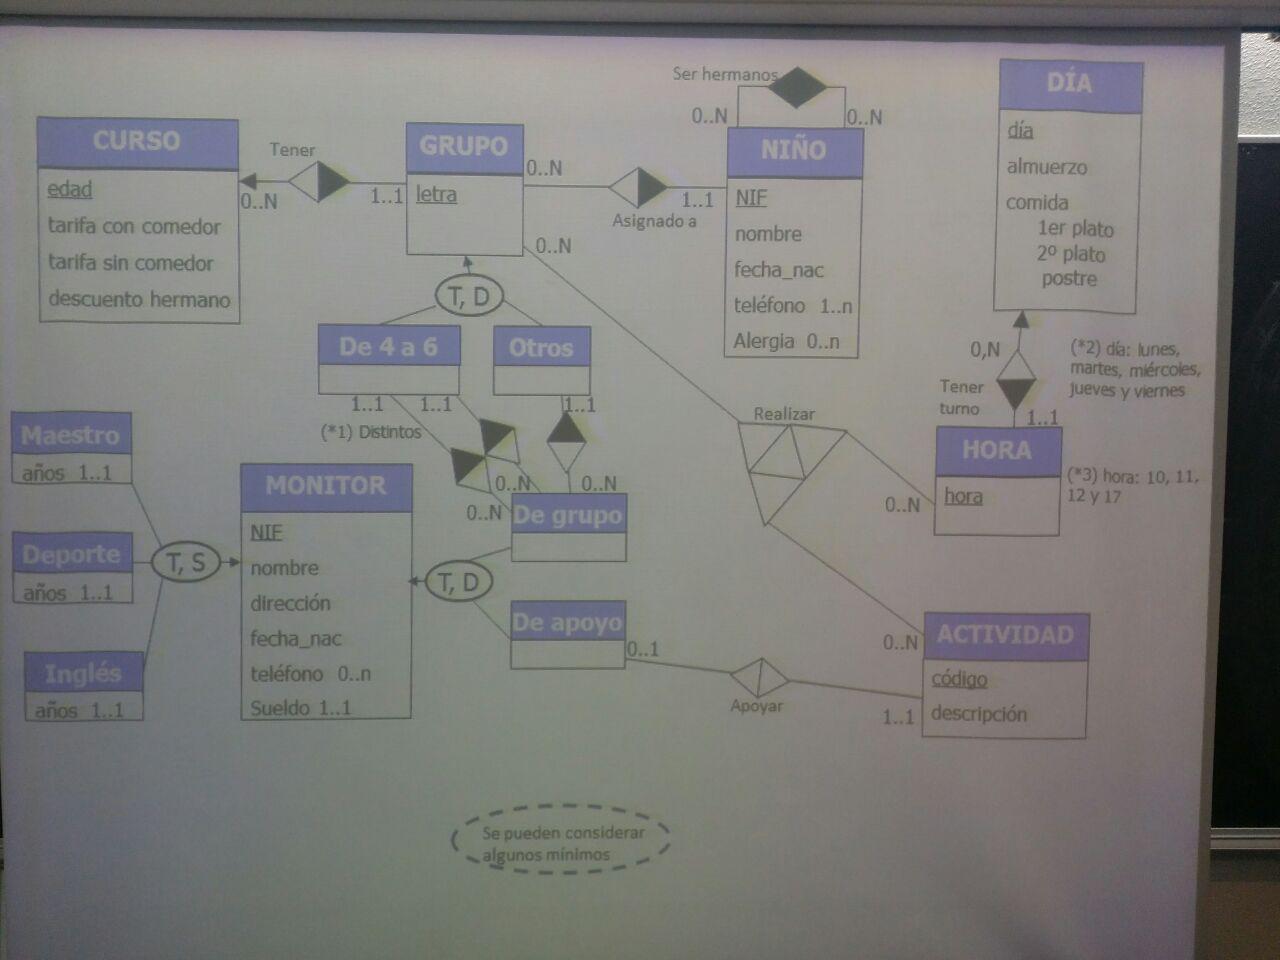 Ser hermanos
0..N
0..N
CURSO
edad
tarifa con comedor
tarifa sin comedor
descuento hermano
Tener
0..N
1..1
GRUPO
letra
0..N
Asignado a
1..1
0..N
NIÑO
NIF
nombre
fecha_nac
teléfono 1..n
Alergia 0..n
DÍA
día
almuerzo
comida
1er plato
2º plato
postre
T, D
De 4 a 6
Otros
1..1
1..1
1..1
(*1) Distintos
0..N
0..N
0..N
0,N
Tener
turno
1..1
(*2) día: lunes,
martes, miércoles,
jueves y viernes
HORA
hora
(*3) hora: 10, 11,
12 y 17
Realizar
0..N
0..N
Maestro
años 1..1
Deporte
años 1..1
Inglés
años 1..1
T, S
MONITOR
NIF
nombre
dirección
fecha_nac
teléfono 0..n
Sueldo 1..1
T, D
De grupo
De apoyo
0..1
Apoyar
1..1
ACTIVIDAD
código
descripción
Se pueden considerar
algunos mínimos